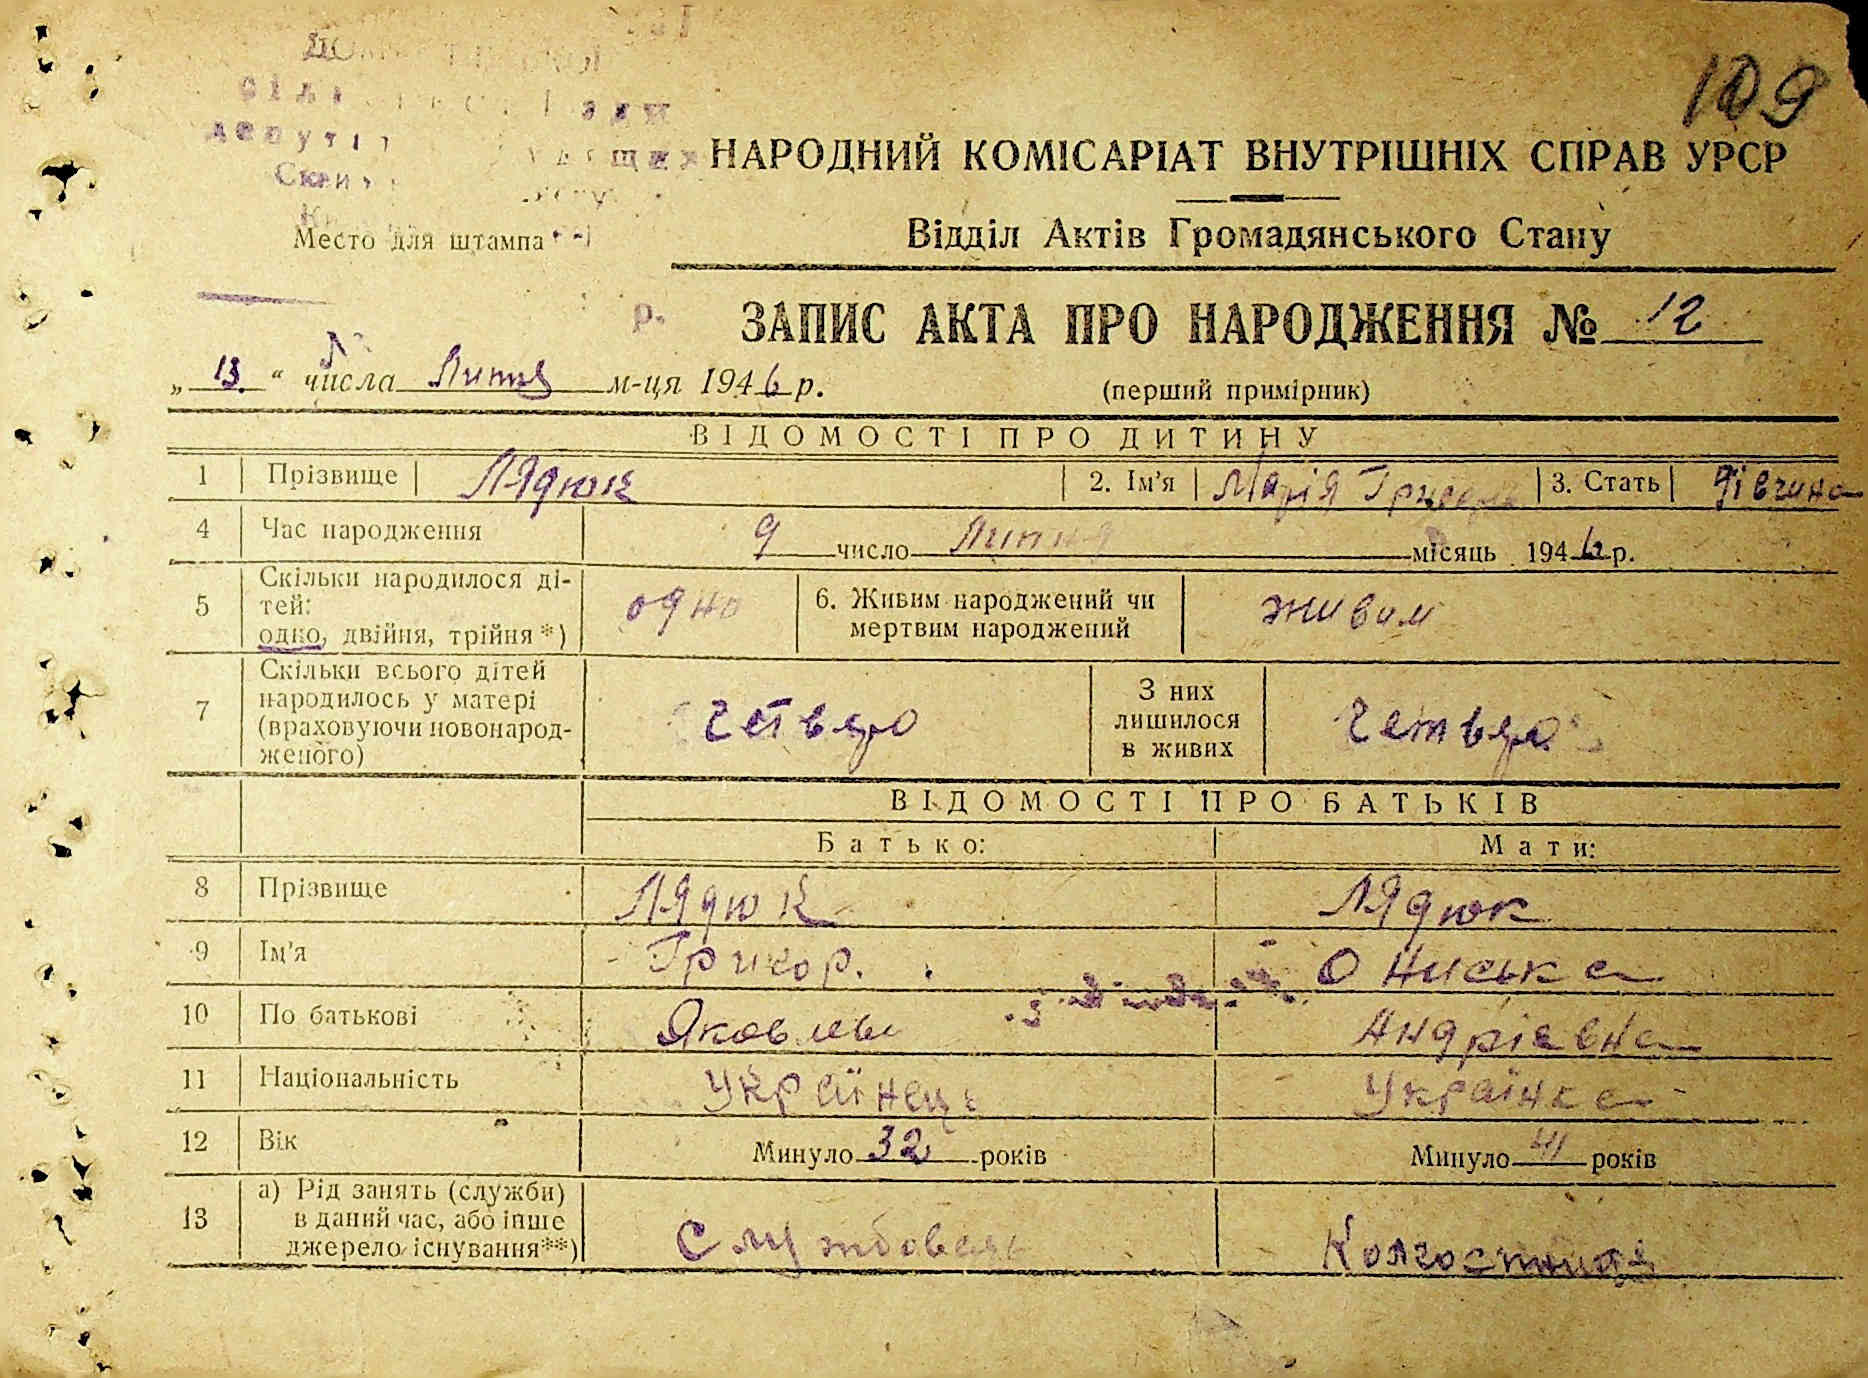 109
НАРОДНИЙ КОМІСАРІАТ ВНУТРІШНІХ СПРАВ УРСР
Место для штампа
Відділ Актів Громадянського Стану
ЗАПИС АКТА ПРО НАРОДЖЕННЯ № 12
„ 13 “ числа Липня м-ця 1946 р.
(перший примірник)
ВІДОМОСТІ ПРО ДИТИНУ
1 Прізвище Лядюк 2. Ім'я Марія 3. Стать дівчина
4 Час народження 9 число Липня місяць 1946 р.
5 Скільки народилося дітей: одно, двійня, трійня*) одно 6. Живим народжений чи мертвим народжений живим
7 Скільки всього дітей народилось у матері (враховуючи новонародженого) четверо З них лишилося в живих четверо
ВІДОМОСТІ ПРО БАТЬКІВ
Батько: Мати:
8 Прізвище Лядюк Лядюк
9 Ім'я Григор. Ониська
10 По батькові Андрієвна
11 Національність Українець Українка
12 Вік Минуло 32 років Минуло 41 років
13 а) Рід занять (служби) в даний час, або інше джерело існування**) Службовець Колгоспниця